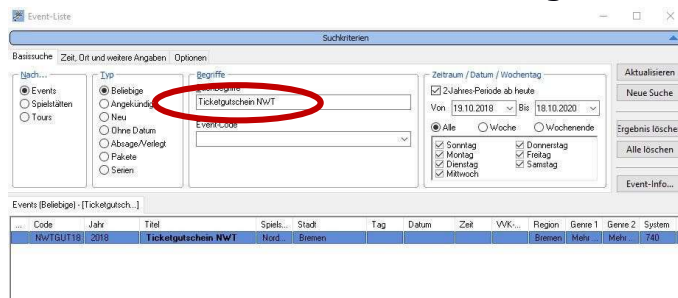 Event-Liste
Suchkriterien
Basissuche Zeit, Ort und weitere Angaben Optionen
Nach... Typ Begriffe Zeitraum / Datum / Wochentag Aktualisieren
Events Beliebige Suchbegriffe 2-Jahres-Periode ab heute Neue Suche
Spielstätten Angekündigt Ticketgutschein NWT Von 19.10.2018 Bis 18.10.2020
Tours Neu Event-Code Alle Woche Wochenende Ergebnis lösche
Ohne Datum Sonntag Donnerstag Alle löschen
Absage/Verlegt Montag Freitag
Pakete Dienstag Samstag
Serien Mittwoch Event-Info...
Events (Beliebige) - [Ticketgutsch...]
... Code Jahr Titel Spiels... Stadt Tag Datum Zeit VVK-... Region Genre 1 Genre 2 System
NWTGUT18 2018 Ticketgutschein NWT Nord... Bremen Bremen Mehr... Mehr... 740